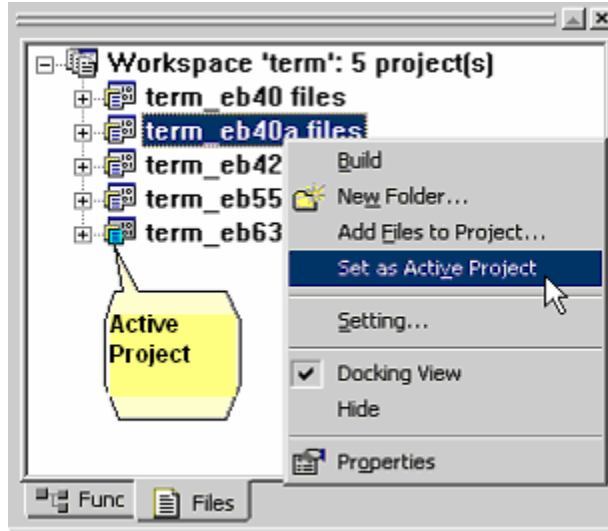 Workspace 'term': 5 project(s)
term_eb40 files
term_eb40a files
term_eb42
term_eb55
term_eb63
Build
New Folder...
Add Files to Project...
Set as Active Project
Setting...
Docking View
Hide
Properties
Active
Project
Func
Files